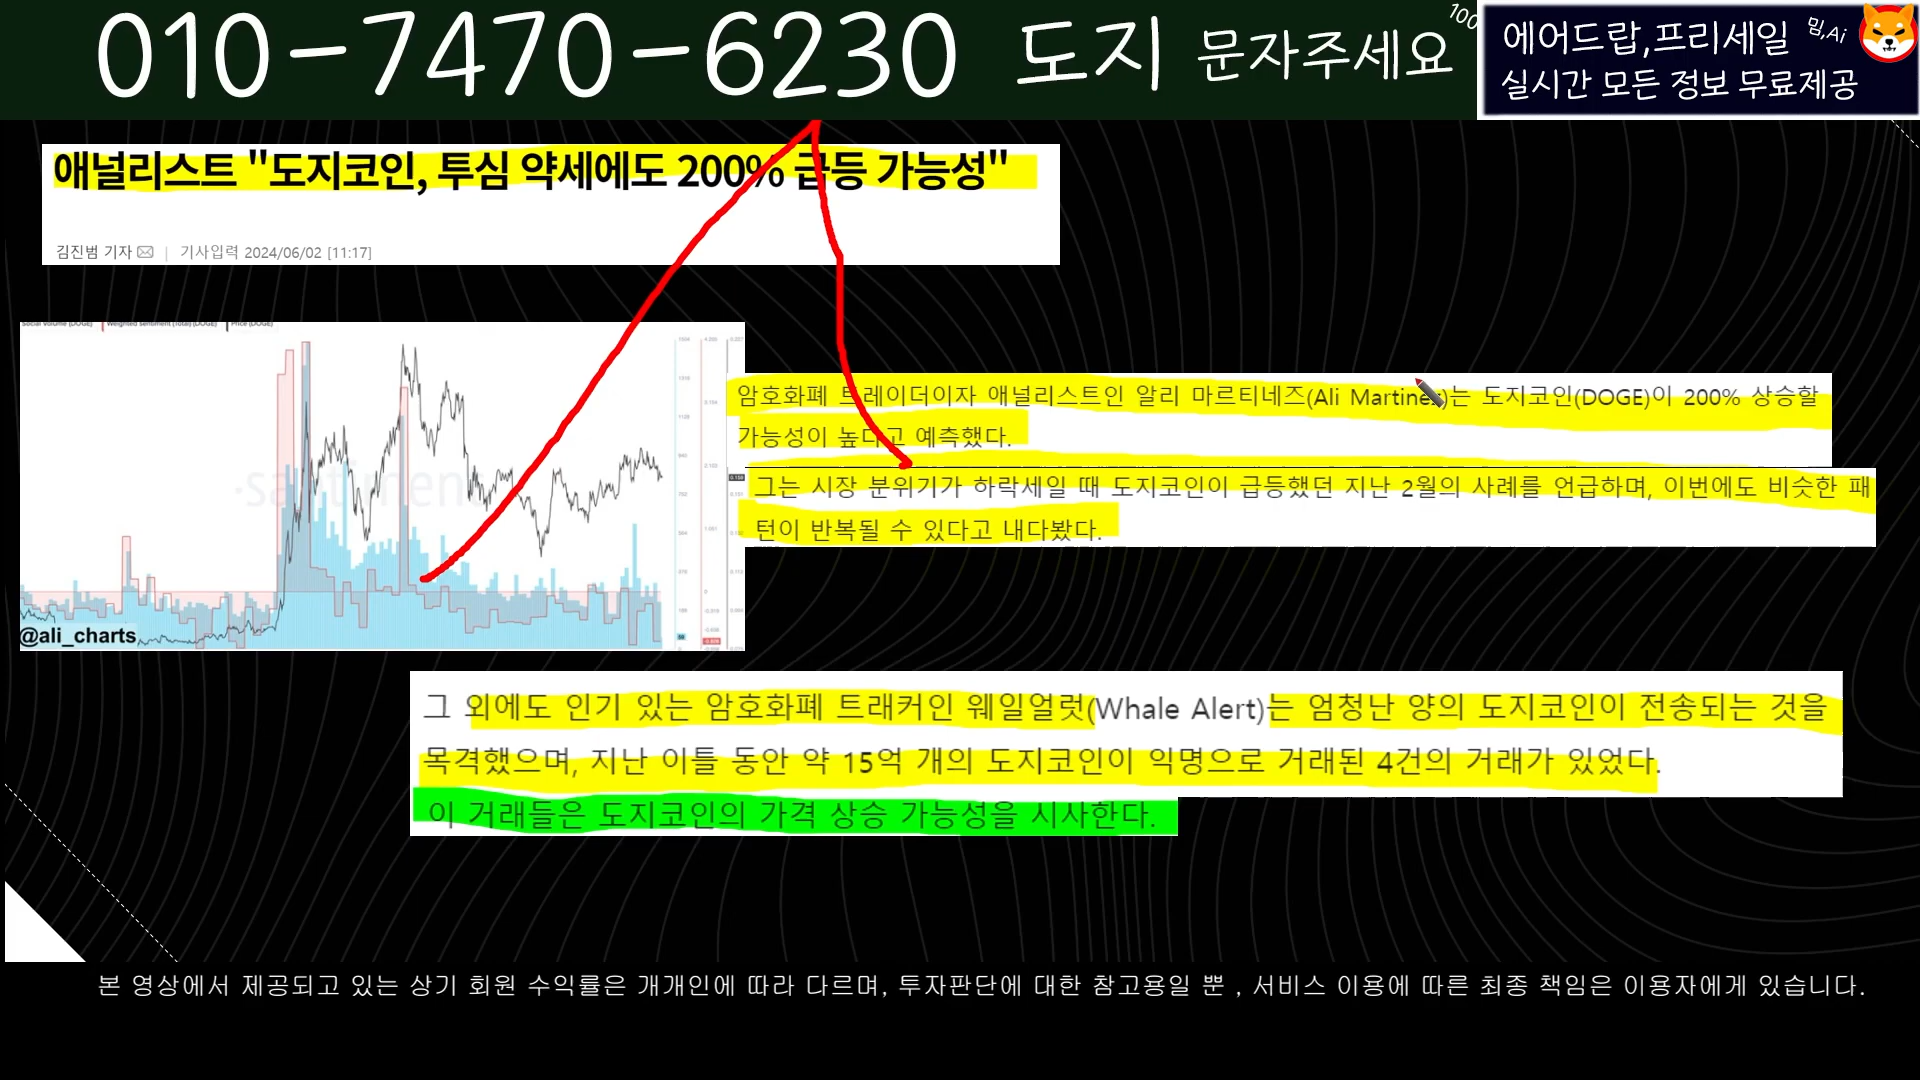 010-7470-6230 도지 문자주세요
100
에어드랍,프리세일 밈,Ai
실시간 모든 정보 무료제공
애널리스트 "도지코인, 투심 약세에도 200% 급등 가능성"
김진범 기자 | 기사입력 2024/06/02 [11:17]
Social Volume (DOGE) Weighted sentiment (Total) (DOGE) Price (DOGE)
santiment
@ali_charts
암호화폐 트레이더이자 애널리스트인 알리 마르티네즈(Ali Martinez)는 도지코인(DOGE)이 200% 상승할
가능성이 높다고 예측했다.
그는 시장 분위기가 하락세일 때 도지코인이 급등했던 지난 2월의 사례를 언급하며, 이번에도 비슷한 패
턴이 반복될 수 있다고 내다봤다.
그 외에도 인기 있는 암호화폐 트래커인 웨일얼럿(Whale Alert)는 엄청난 양의 도지코인이 전송되는 것을
목격했으며, 지난 이틀 동안 약 15억 개의 도지코인이 익명으로 거래된 4건의 거래가 있었다.
이 거래들은 도지코인의 가격 상승 가능성을 시사한다.
본 영상에서 제공되고 있는 상기 회원 수익률은 개개인에 따라 다르며, 투자판단에 대한 참고용일 뿐 , 서비스 이용에 따른 최종 책임은 이용자에게 있습니다.